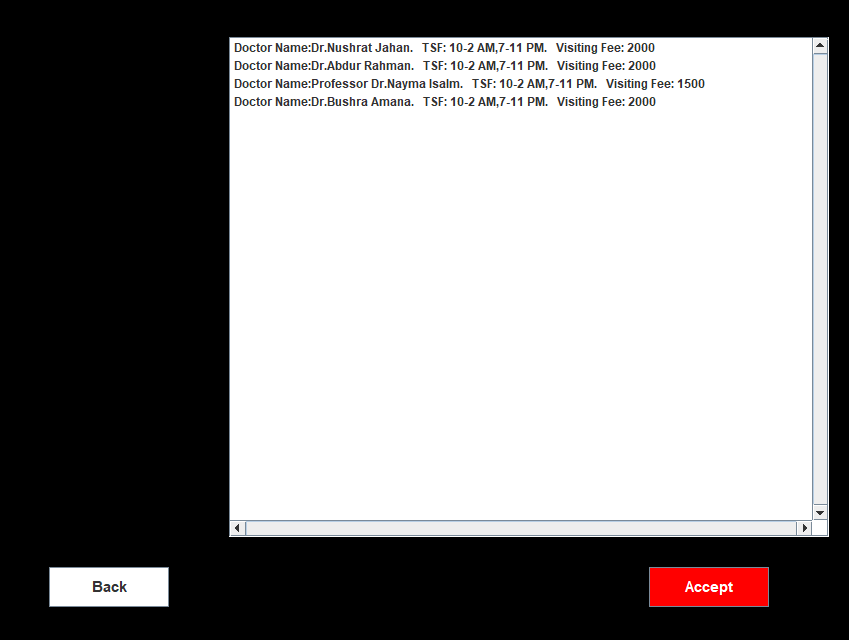 Doctor Name:Dr.Nushrat Jahan.   TSF: 10-2 AM,7-11 PM.   Visiting Fee: 2000
Doctor Name:Dr.Abdur Rahman.   TSF: 10-2 AM,7-11 PM.   Visiting Fee: 2000
Doctor Name:Professor Dr.Nayma Isalm.   TSF: 10-2 AM,7-11 PM.   Visiting Fee: 1500
Doctor Name:Dr.Bushra Amana.   TSF: 10-2 AM,7-11 PM.   Visiting Fee: 2000
Back
Accept